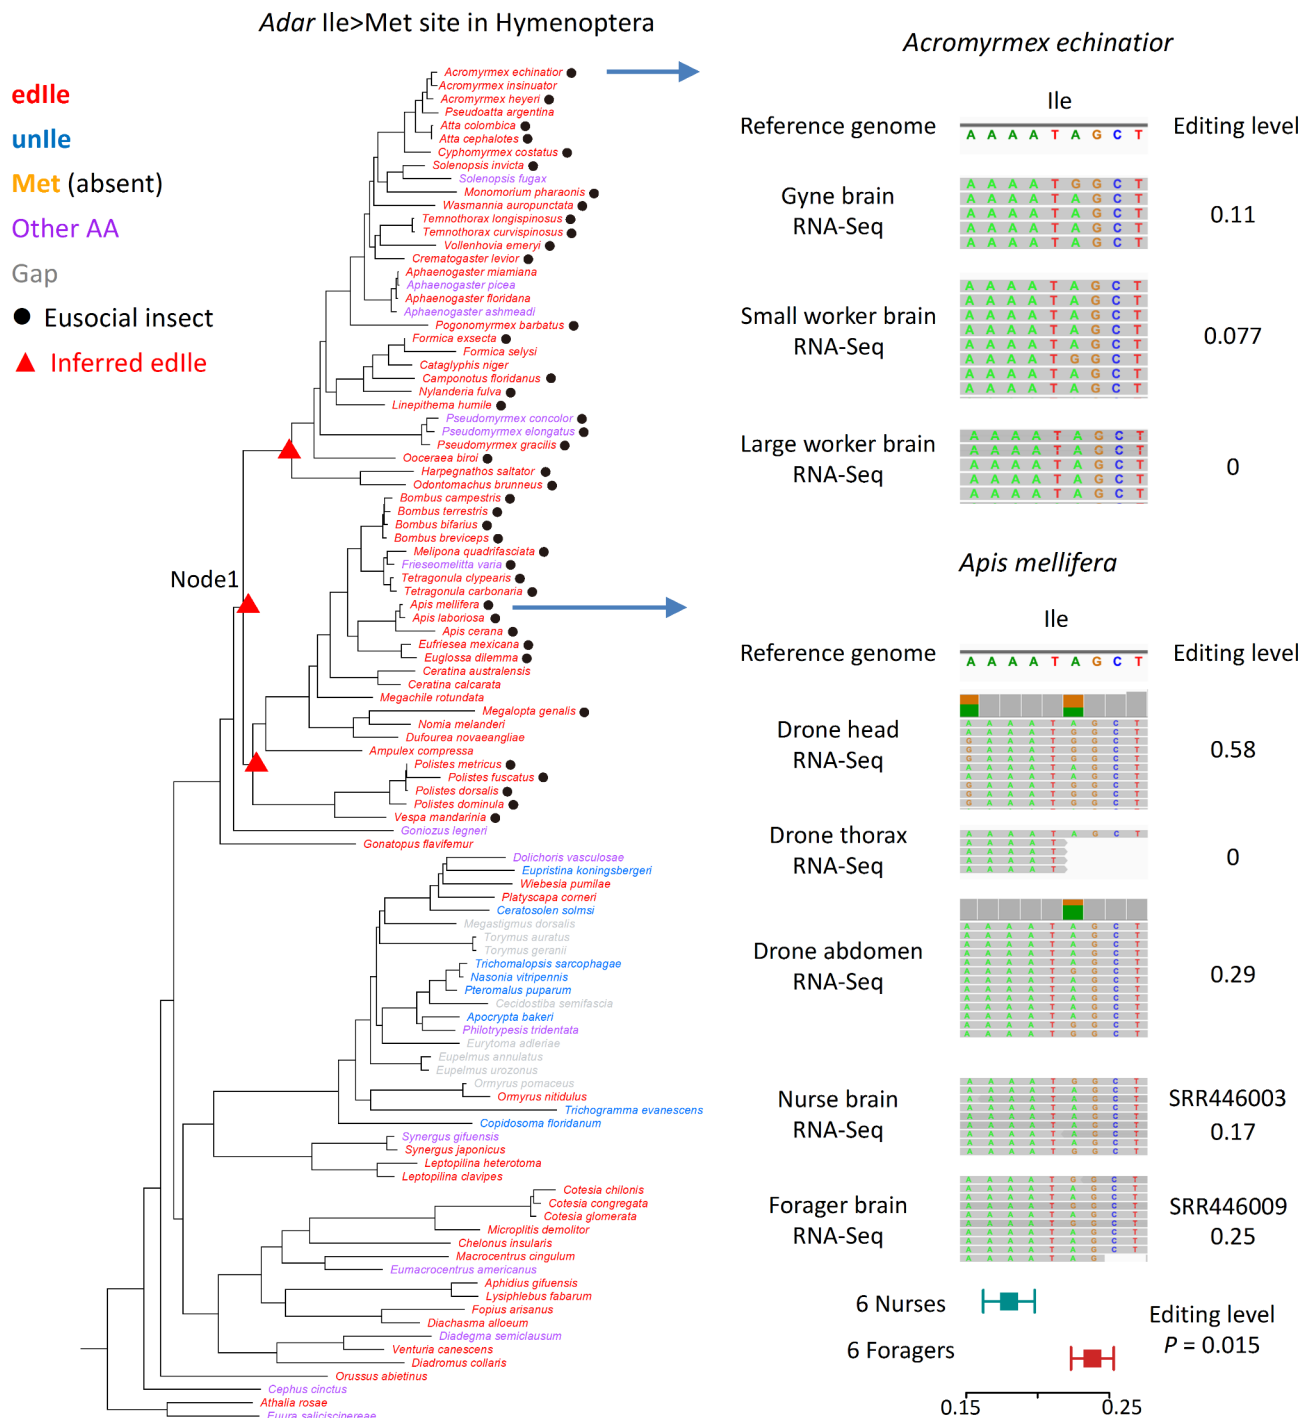 Adar Ile>Met site in Hymenoptera
edIle
unIle
Met (absent)
Other AA
Gap
Eusocial insect
Inferred edIle
Node1
Acromyrmex echinatior
Acromyrmex insinuator
Acromyrmex heyeri
Pseudoatta argentina
Atta colombica
Atta cephalotes
Cyphomyrmex costatus
Solenopsis invicta
Solenopsis fugax
Monomorium pharaonis
Wasmannia auropunctata
Temnothorax longispinosus
Temnothorax curvispinosus
Vollenhovia emeryi
Crematogaster levior
Aphaenogaster miamiana
Aphaenogaster picea
Aphaenogaster floridana
Aphaenogaster ashmeadi
Pogonomyrmex barbatus
Formica exsecta
Formica selysi
Cataglyphis niger
Camponotus floridanus
Nylanderia fulva
Linepithema humile
Pseudomyrmex concolor
Pseudomyrmex elongatus
Pseudomyrmex gracilis
Ooceraea biroi
Harpegnathos saltator
Odontomachus brunneus
Bombus campestris
Bombus terrestris
Bombus bifarius
Bombus breviceps
Melipona quadrifasciata
Frieseomelitta varia
Tetragonula clypearis
Tetragonula carbonaria
Apis mellifera
Apis laboriosa
Apis cerana
Eufriesea mexicana
Euglossa dilemma
Ceratina australensis
Ceratina calcarata
Megachile rotundata
Megalopta genalis
Nomia melanderi
Dufourea novaeangliae
Ampulex compressa
Polistes metricus
Polistes fuscatus
Polistes dorsalis
Polistes dominula
Vespa mandarinia
Goniozus legneri
Gonatopus flavifemur
Dolichoris vasculosae
Eupristina koningsbergeri
Wiebesia pumilae
Platyscapa corneri
Ceratosolen solmsi
Megastigmus dorsalis
Torymus auratus
Torymus geranii
Trichomalopsis sarcophagae
Nasonia vitripennis
Pteromalus puparum
Cecidostiba semifascia
Apocrypta bakeri
Philotrypesis tridentata
Eurytoma adleriae
Eupelmus annulatus
Eupelmus urozonus
Ormyrus pomaceus
Ormyrus nitidulus
Trichogramma evanescens
Copidosoma floridanum
Synergus gifuensis
Synergus japonicus
Leptopilina heterotoma
Leptopilina clavipes
Cotesia chilonis
Cotesia congregata
Cotesia glomerata
Microplitis demolitor
Chelonus insularis
Macrocentrus cingulum
Eumacrocentrus americanus
Aphidius gifuensis
Lysiphlebus fabarum
Fopius arisanus
Diachasma alloeum
Diadegma semiclausum
Venturia canescens
Diadromus collaris
Orussus abietinus
Cephus cinctus
Athalia rosae
Euura saliciscinereae
Acromyrmex echinatior
Ile
Reference genome A A A A T A G C T Editing level
Gyne brain
RNA-Seq
A A A A T G G C T
A A A A T A G C T
A A A A T A G C T
A A A A T A G C T
A A A A T A G C T
0.11
Small worker brain
RNA-Seq
A A A A T A G C T
A A A A T A G C T
A A A A T A G C T
A A A A T A G C T
A A A A T A G C T
A A A A T G G C T
A A A A T A G C T
A A A A T A G C T
0.077
Large worker brain
RNA-Seq
A A A A T A G C T
A A A A T A G C T
A A A A T A G C T
A A A A T A G C T
A A A A T A G C T
0
Apis mellifera
Ile
Reference genome A A A A T A G C T Editing level
Drone head
RNA-Seq
0.58
Drone thorax
RNA-Seq
A A A A T A G C T
A A A A T
A A A A T
A A A A T
A A A A T
0
Drone abdomen
RNA-Seq
0.29
Nurse brain
RNA-Seq
SRR446003
0.17
Forager brain
RNA-Seq
SRR446009
0.25
6 Nurses
6 Foragers
Editing level
P = 0.015
0.15 0.25